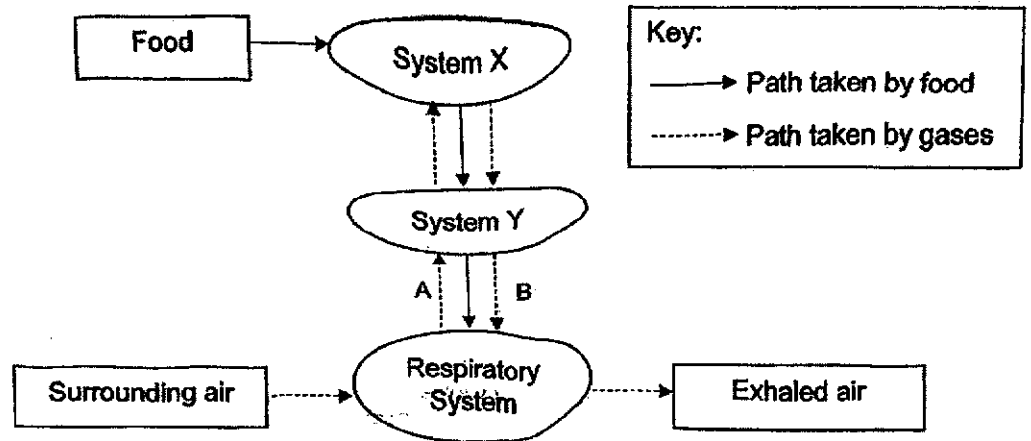 Food
System X
Key:
Path taken by food
Path taken by gases
System Y
A
B
Surrounding air
Respiratory
System
Exhaled air